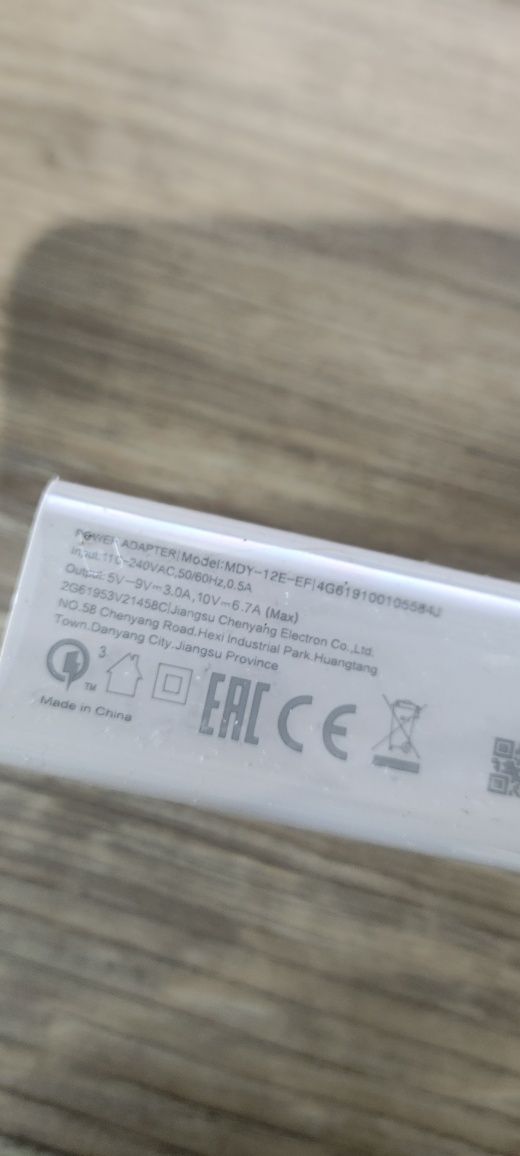 POWER ADAPTER|Model:MDY-12E-EF|4G619100105584J
Input:110-240VAC,50/60Hz,0.5A
Output:5V⎓9V⎓3.0A,10V⎓6.7A (Max)
2G61953V21458C|Jiangsu Chenyang Electron Co.,Ltd.
NO.58 Chenyang Road.Hexi Industrial Park.Huangtang
Town.Danyang City.Jiangsu Province
3
TM
EAC CE
Made in China